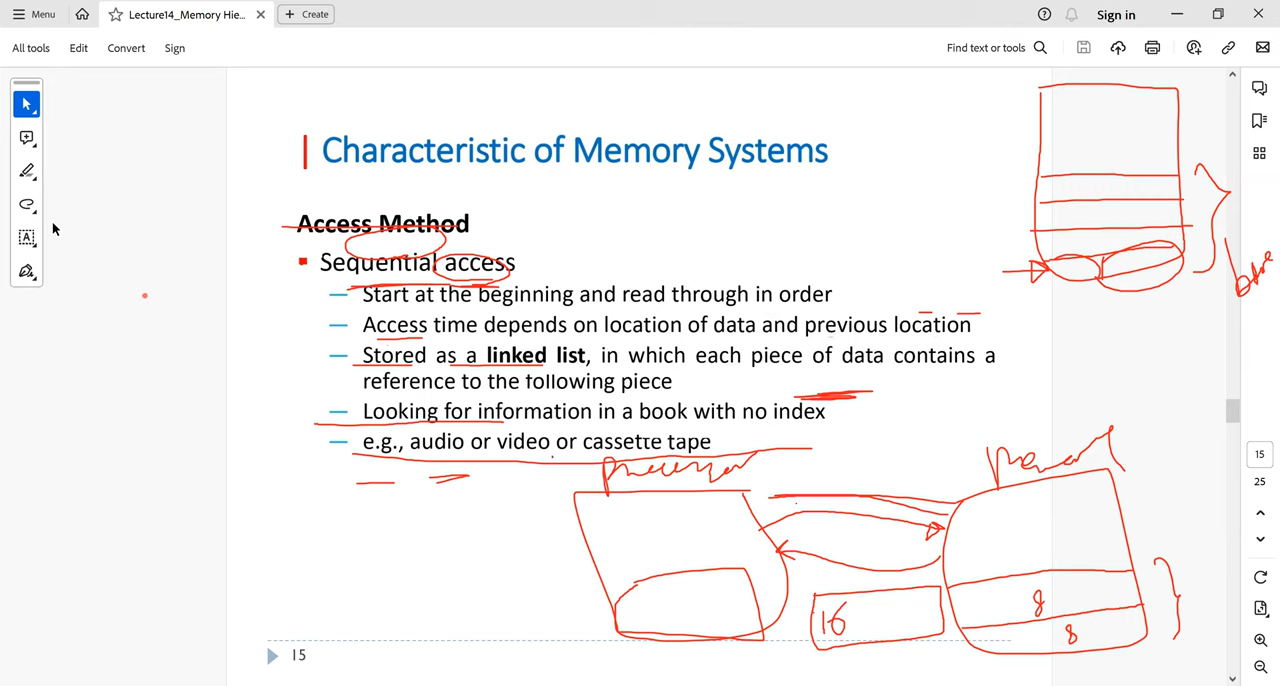 Menu
Lecture14_Memory Hie...
Create
Sign in
All tools
Edit
Convert
Sign
Find text or tools
Characteristic of Memory Systems
Access Method
Sequential access
— Start at the beginning and read through in order
— Access time depends on location of data and previous location
— Stored as a linked list, in which each piece of data contains a
reference to the following piece
— Looking for information in a book with no index
— e.g., audio or video or cassette tape
processor
16
8
8
15
15
25